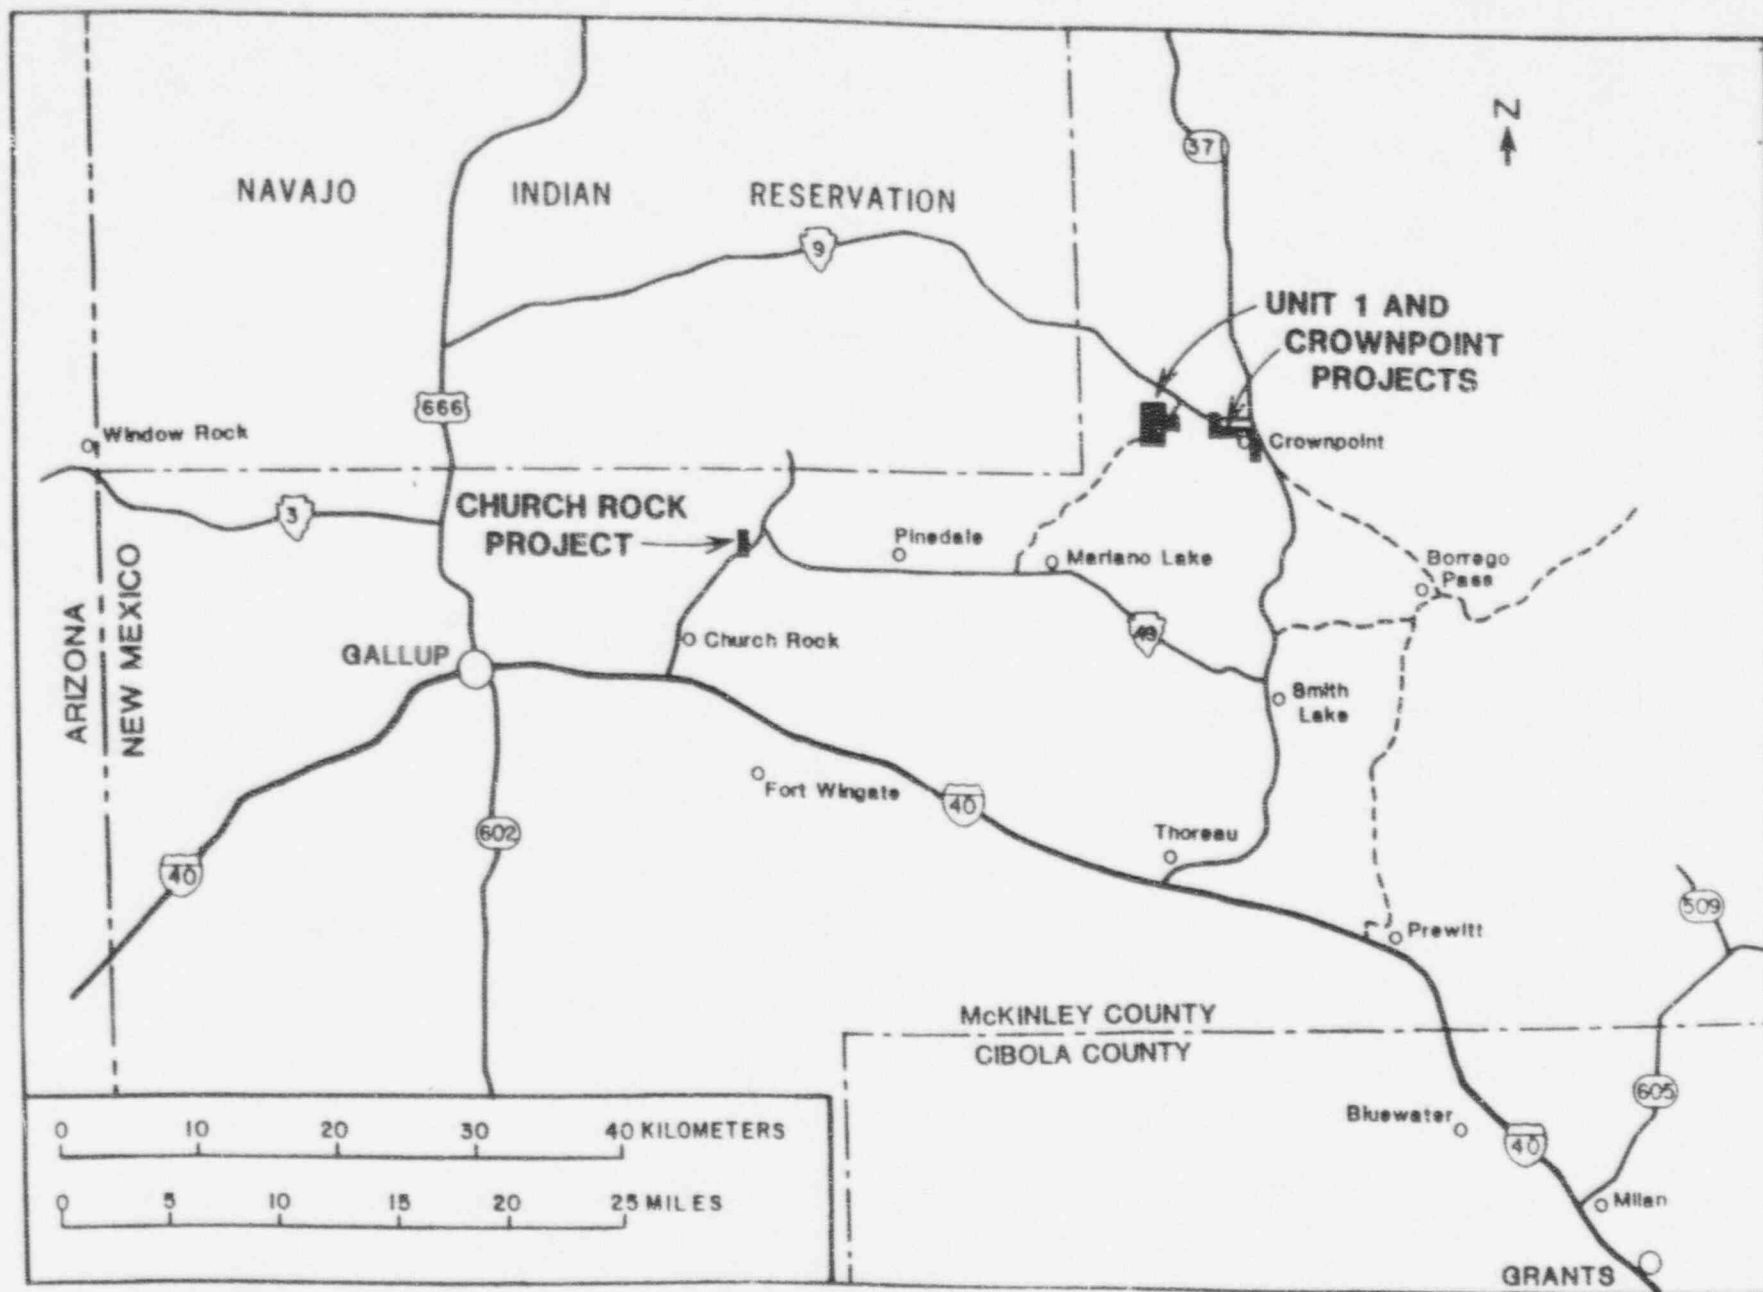 N
37
NAVAJO INDIAN RESERVATION
9
UNIT 1 AND
CROWNPOINT
PROJECTS
666
Window Rock
Crownpoint
3
CHURCH ROCK
PROJECT
Pinedale
Mariano Lake
Borrego
Pass
ARIZONA
NEW MEXICO
GALLUP
Church Rock
Smith
Lake
Fort Wingate
40
602
Thoreau
40
509
Prewitt
McKINLEY COUNTY
CIBOLA COUNTY
605
Bluewater
40
Milan
GRANTS
0 10 20 30 40 KILOMETERS
0 5 10 15 20 25 MILES